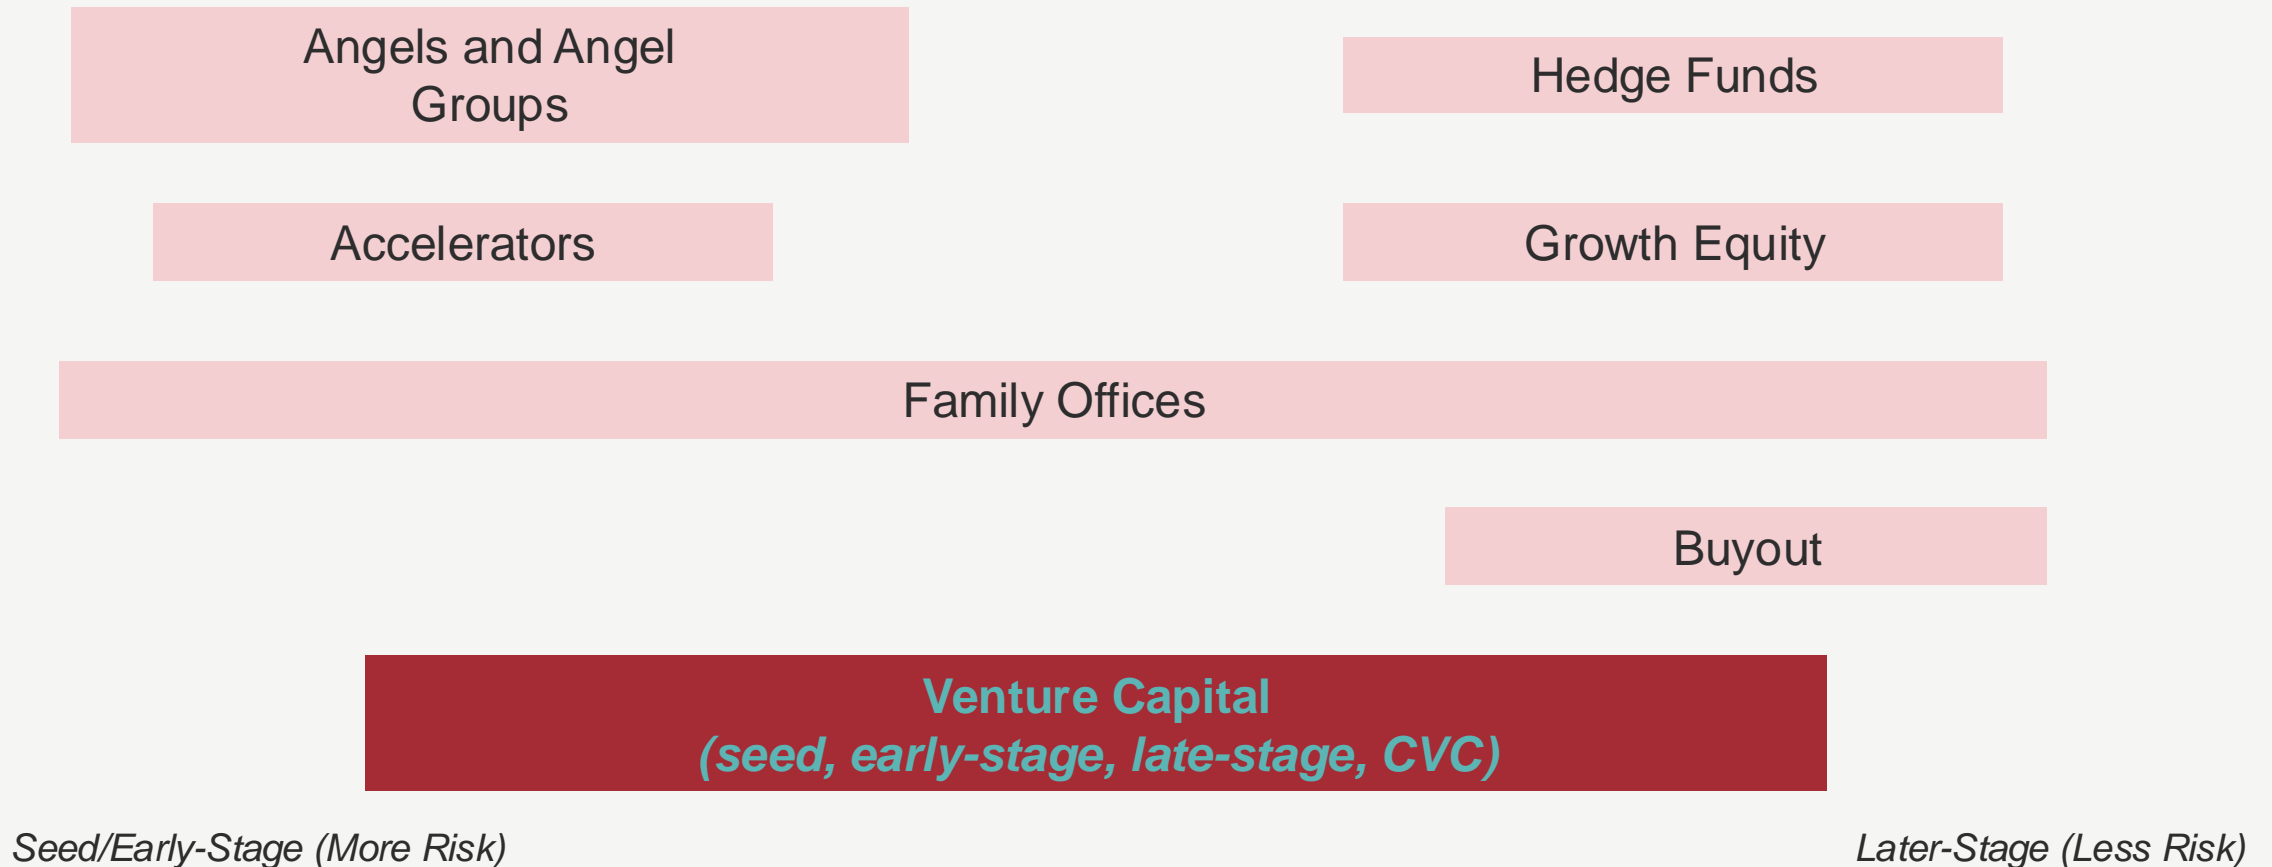 Angels and Angel
Groups
Hedge Funds
Accelerators
Growth Equity
Family Offices
Buyout
Venture Capital
(seed, early-stage, late-stage, CVC)
Seed/Early-Stage (More Risk)
Later-Stage (Less Risk)